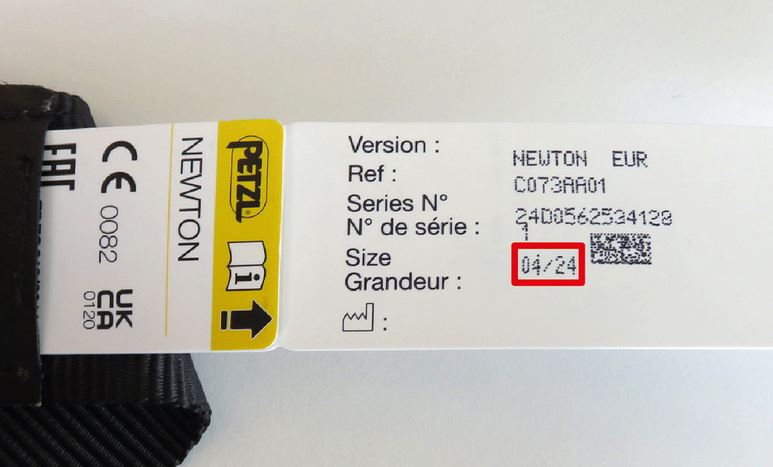 EAC
CE 0082
UK
CA
0120
NEWTON
PETZL
i
Version : NEWTON EUR
Ref : C073AA01
Series N°
N° de série : 24D0562534128
Size 1
Grandeur : 04/24
: